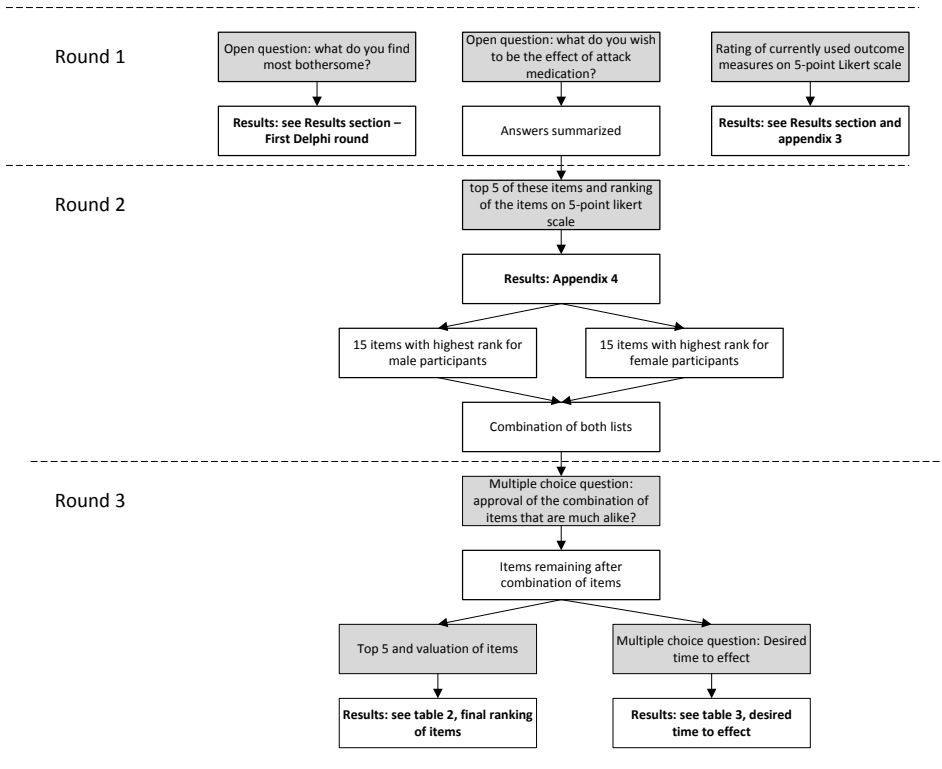 Round 1
Open question: what do you find
most bothersome?
Open question: what do you wish
to be the effect of attack
medication?
Rating of currently used outcome
measures on 5-point Likert scale
Results: see Results section –
First Delphi round
Answers summarized
Results: see Results section and
appendix 3
Round 2
top 5 of these items and ranking
of the items on 5-point likert
scale
Results: Appendix 4
15 items with highest rank for
male participants
15 items with highest rank for
female participants
Combination of both lists
Round 3
Multiple choice question:
approval of the combination of
items that are much alike?
Items remaining after
combination of items
Top 5 and valuation of items
Multiple choice question: Desired
time to effect
Results: see table 2, final ranking
of items
Results: see table 3, desired
time to effect